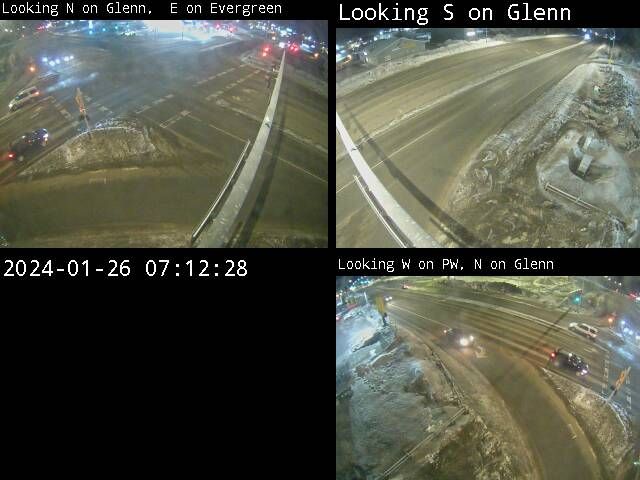 Looking N on Glenn,  E on Evergreen
Looking S on Glenn
2024-01-26 07:12:28
Looking W on PW, N on Glenn